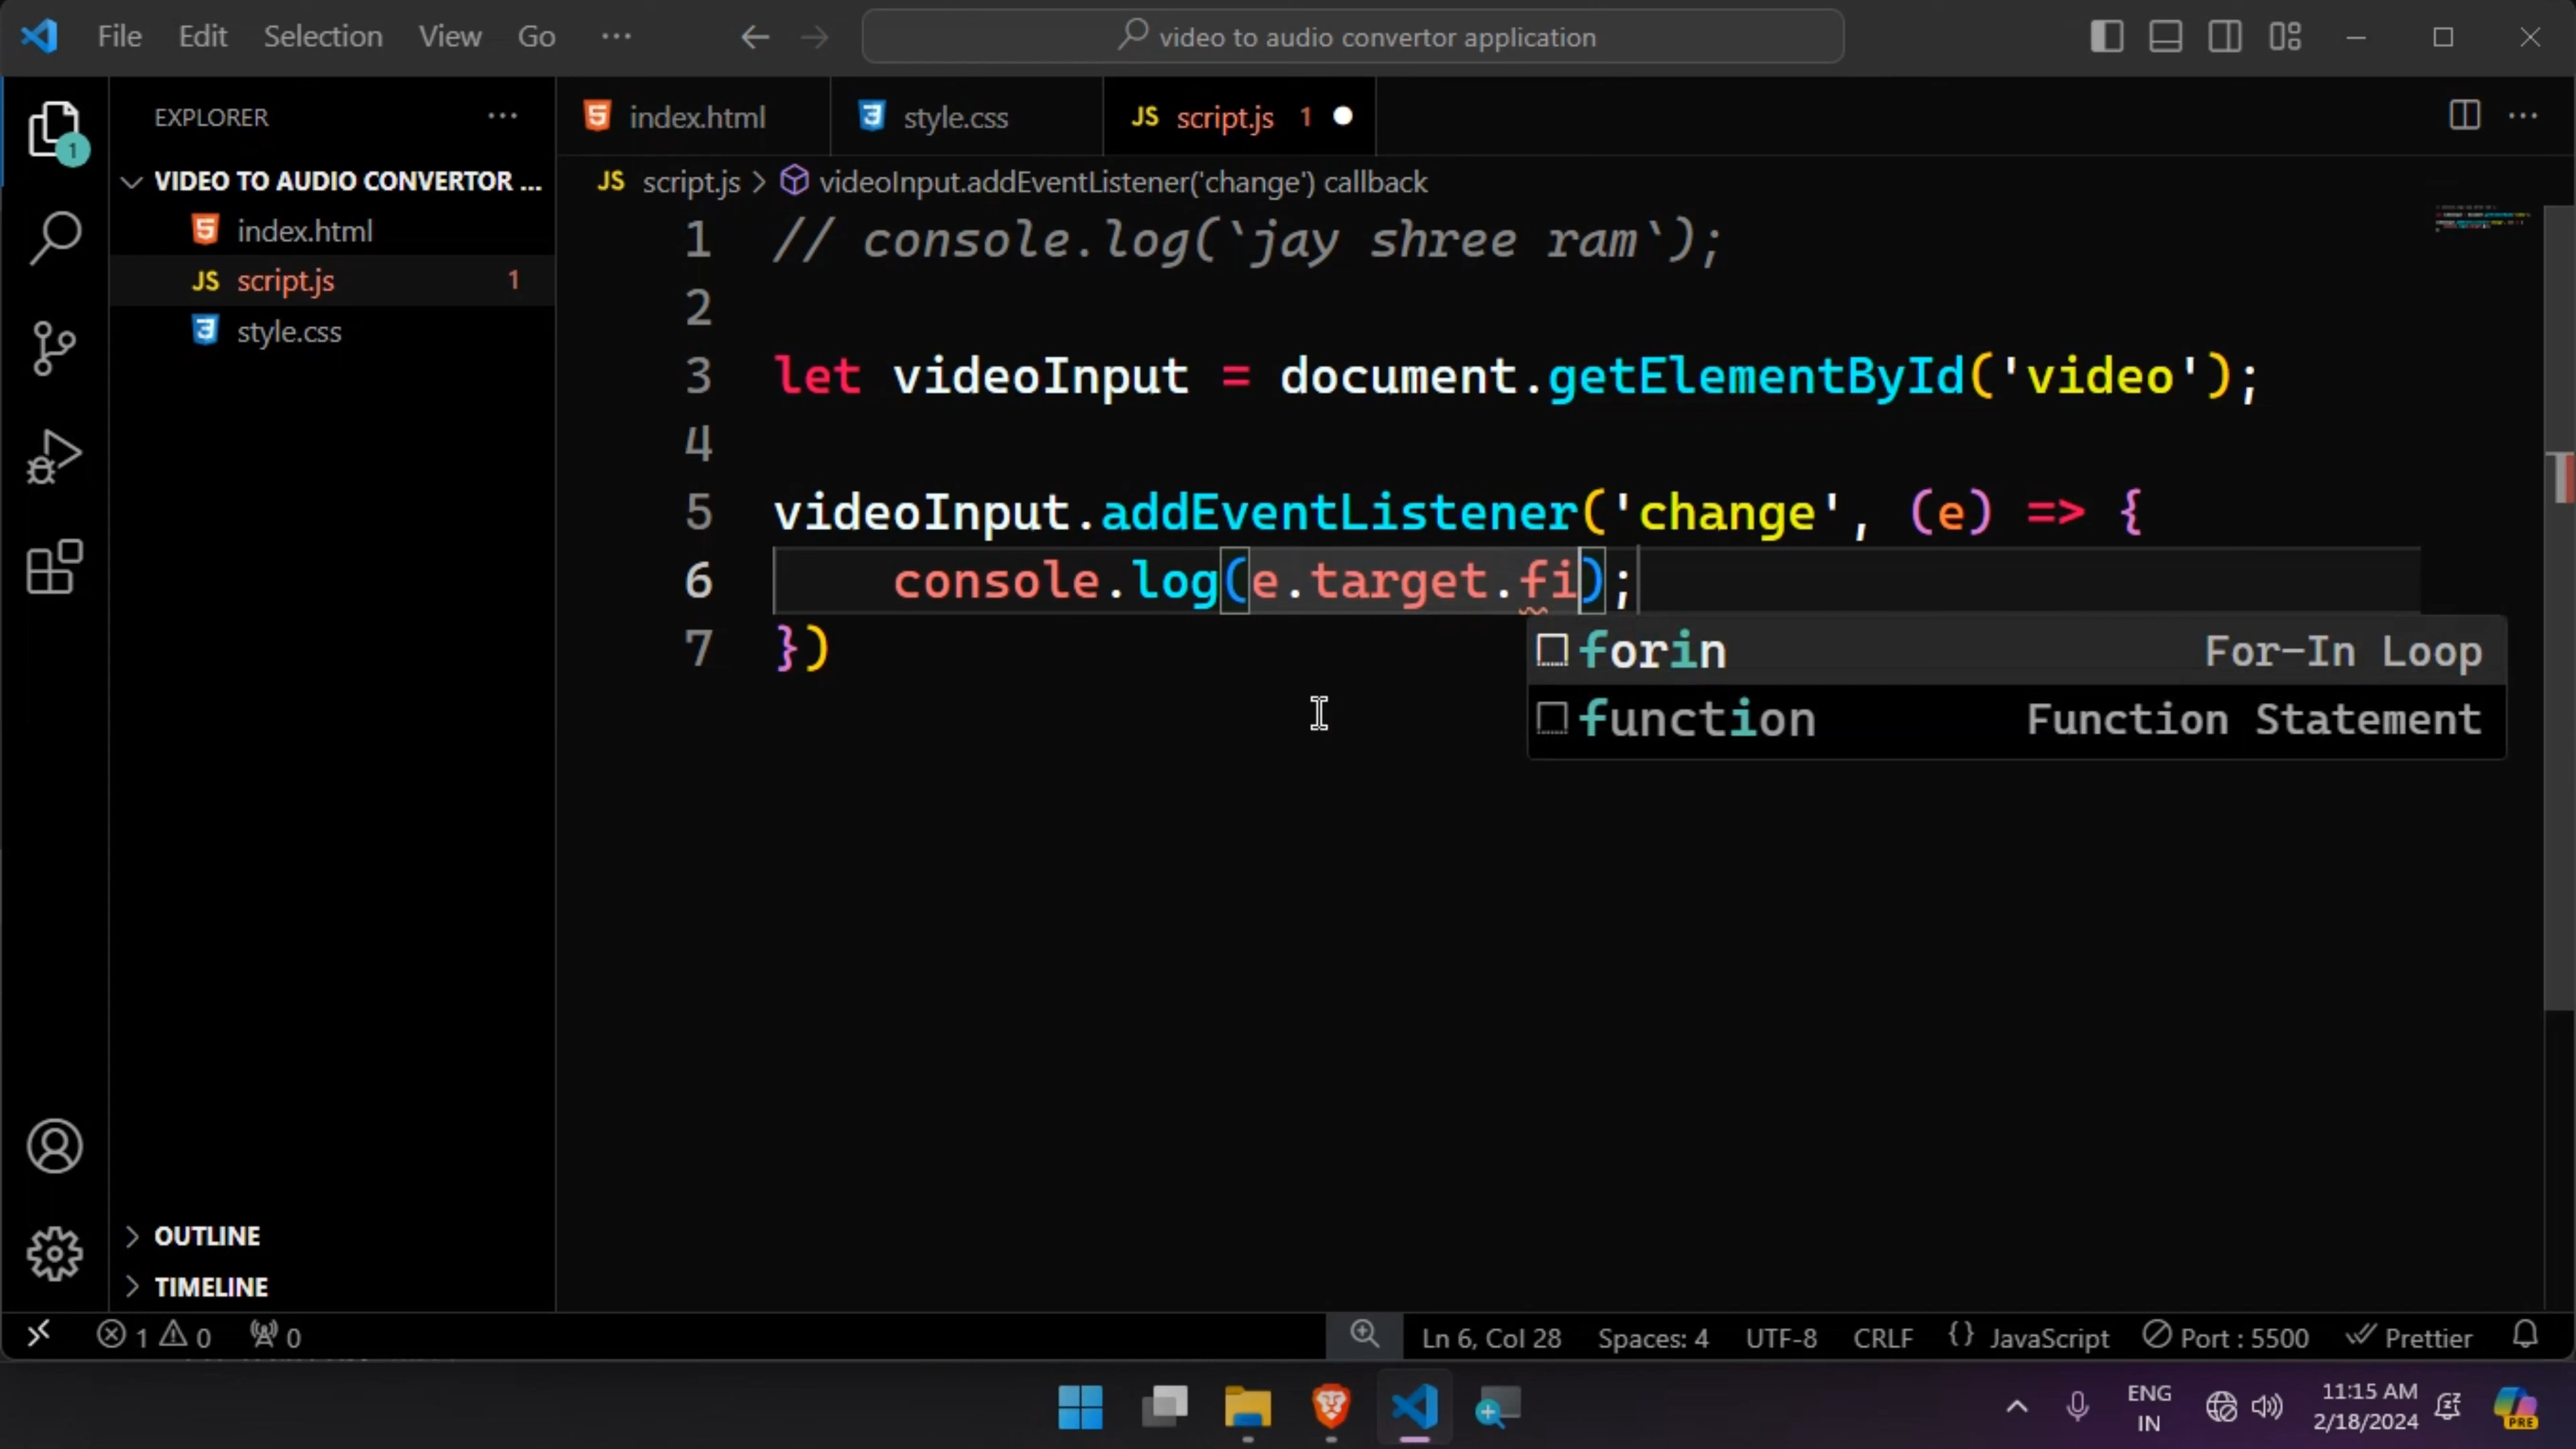 File Edit Selection View Go ··· video to audio convertor application
EXPLORER ···
1
VIDEO TO AUDIO CONVERTOR ...
index.html
JS script.js 1
style.css
OUTLINE
TIMELINE
index.html style.css JS script.js 1 ● ···
JS script.js > videoInput.addEventListener('change') callback
1 // console.log(`jay shree ram`);
2
3 let videoInput = document.getElementById('video');
4
5 videoInput.addEventListener('change', (e) => {
6 console.log(e.target.fi);
7 })
forin For-In Loop
function Function Statement
1 0 0 Ln 6, Col 28 Spaces: 4 UTF-8 CRLF {} JavaScript Port : 5500 Prettier
ENG
IN
11:15 AM
2/18/2024
PRE